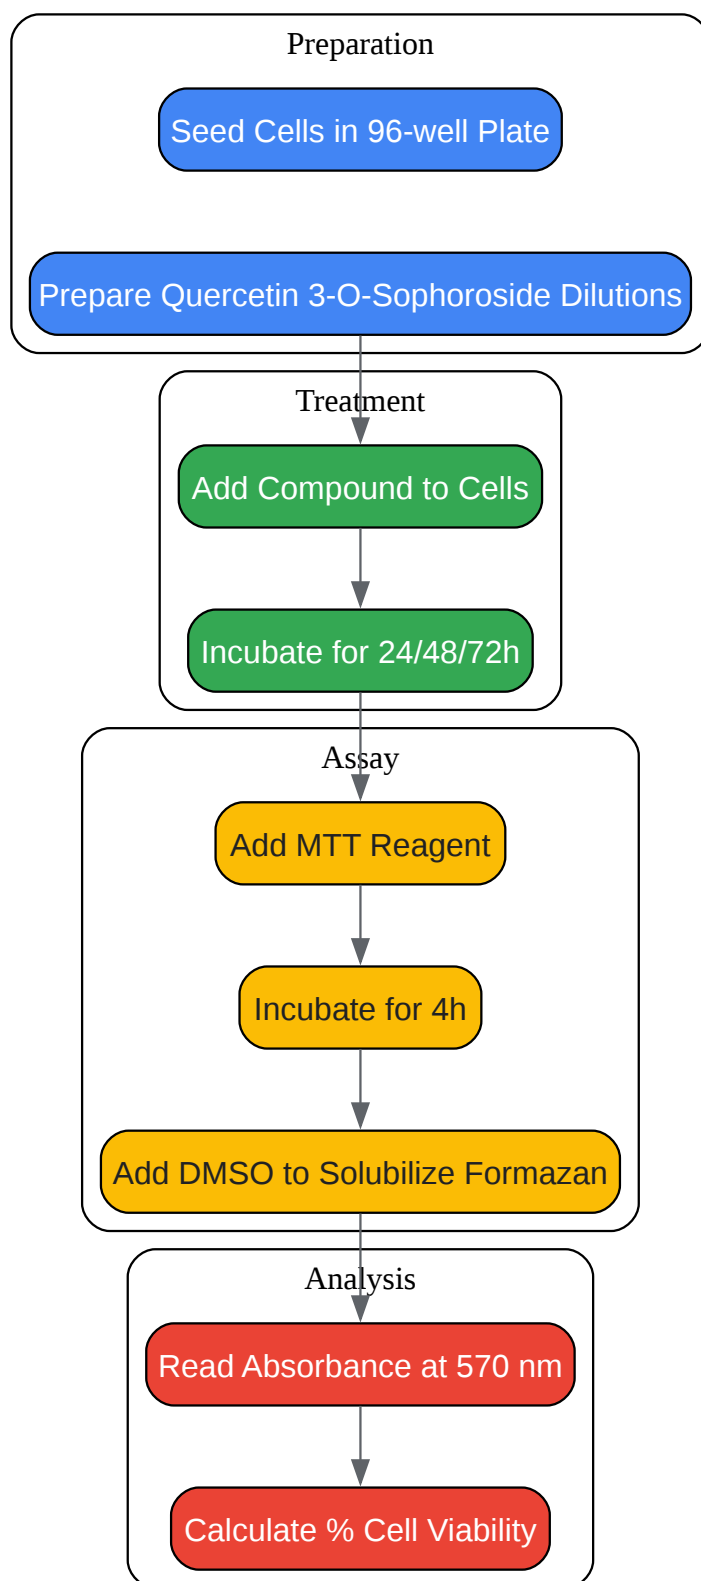 Preparation
Seed Cells in 96-well Plate
Prepare Quercetin 3-O-Sophoroside Dilutions
Treatment
Add Compound to Cells
Incubate for 24/48/72h
Assay
Add MTT Reagent
Incubate for 4h
Add DMSO to Solubilize Formazan
Analysis
Read Absorbance at 570 nm
Calculate % Cell Viability